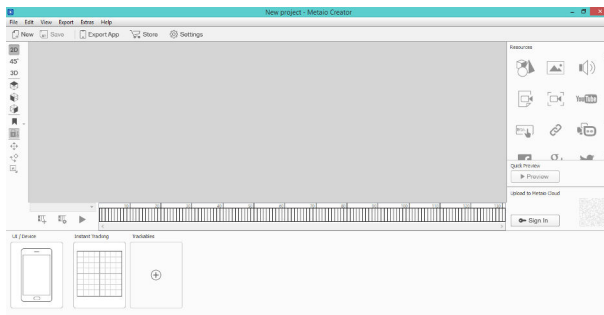 New project - Metaio Creator
File Edit View Export Extras Help
New Save Export App Store Settings
2D
45°
3D
Resources
YouTube
Quick Preview
Preview
Upload to Metaio Cloud
Sign In
UI / Device Instant Tracking Trackables